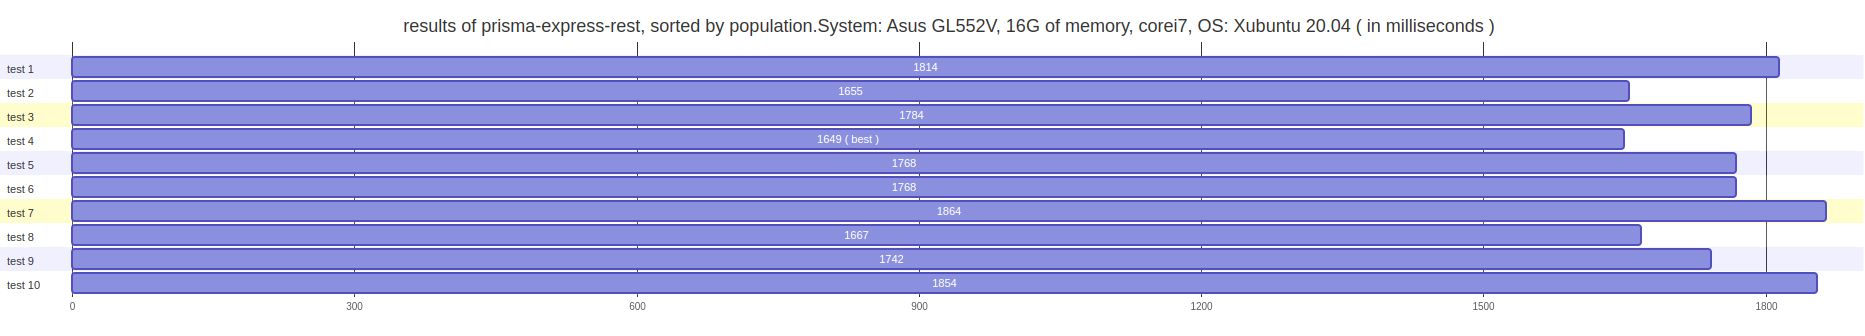 results of prisma-express-rest, sorted by population.System: Asus GL552V, 16G of memory, corei7, OS: Xubuntu 20.04 ( in milliseconds )
test 1 1814
test 2 1655
test 3 1784
test 4 1649 ( best )
test 5 1768
test 6 1768
test 7 1864
test 8 1667
test 9 1742
test 10 1854
0 300 600 900 1200 1500 1800